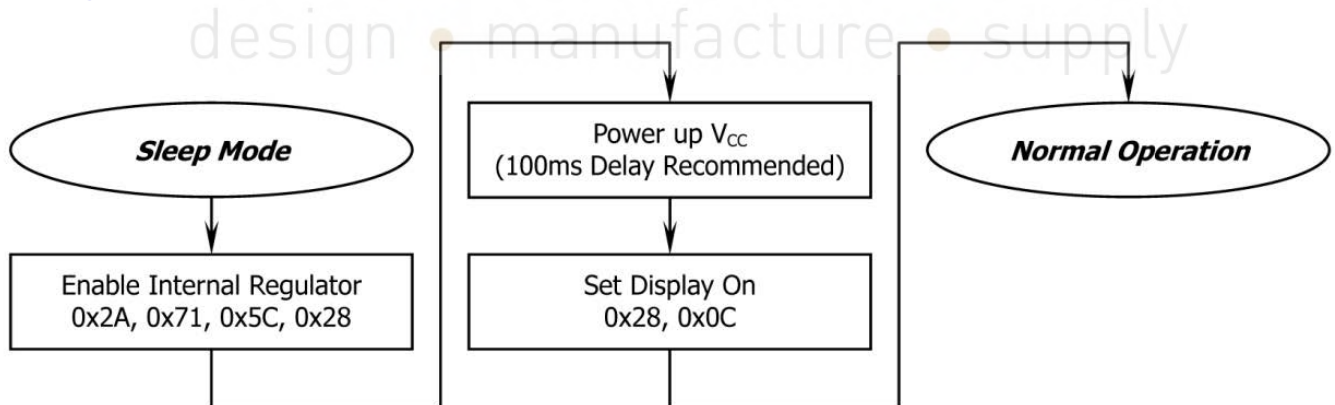 design • manufacture • supply
Sleep Mode
Enable Internal Regulator
0x2A, 0x71, 0x5C, 0x28
Power up VCC
(100ms Delay Recommended)
Set Display On
0x28, 0x0C
Normal Operation